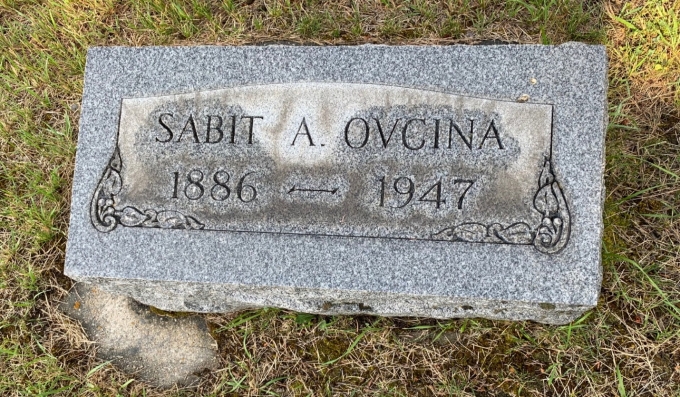 SABIT A. OVCINA
1886 — 1947